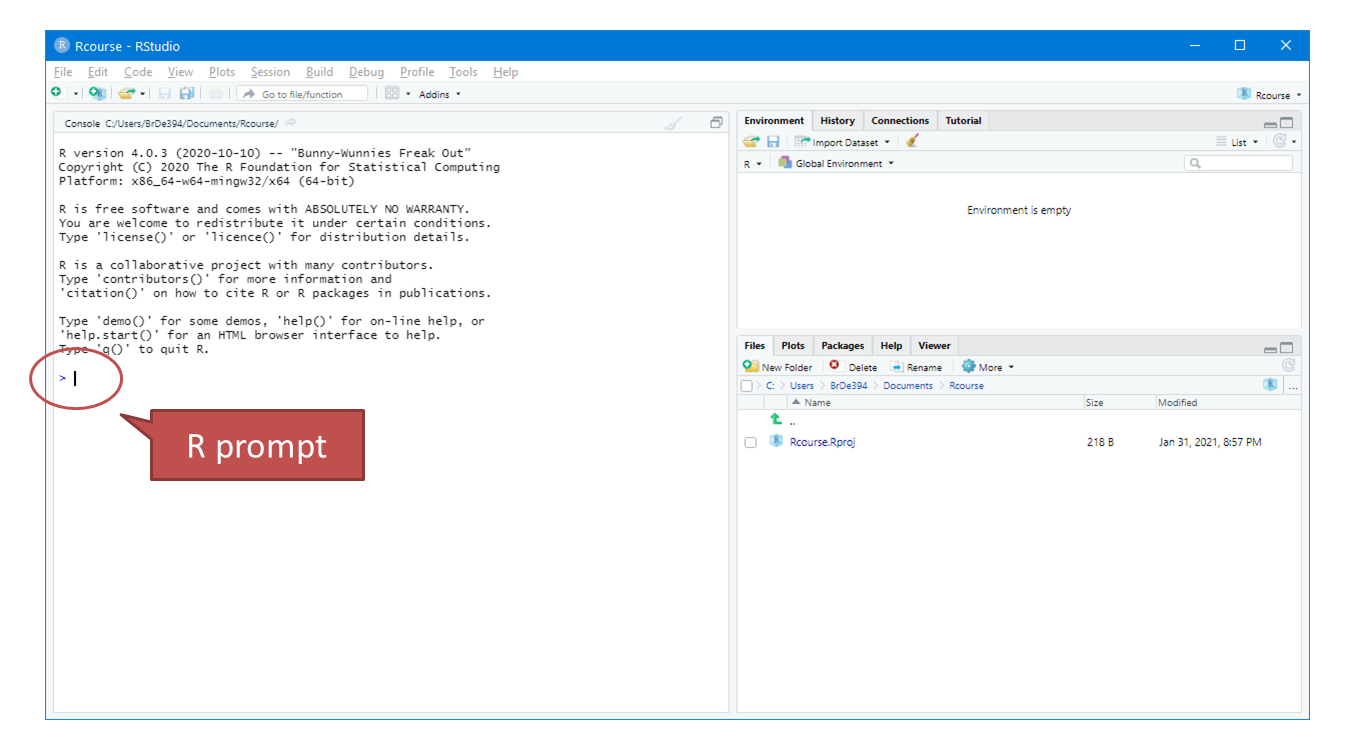 R Rcourse - RStudio
File Edit Code View Plots Session Build Debug Profile Tools Help
Go to file/function Addins Rcourse
Console C:/Users/BrDe394/Documents/Rcourse/
R version 4.0.3 (2020-10-10) -- "Bunny-Wunnies Freak Out"
Copyright (C) 2020 The R Foundation for Statistical Computing
Platform: x86_64-w64-mingw32/x64 (64-bit)
R is free software and comes with ABSOLUTELY NO WARRANTY.
You are welcome to redistribute it under certain conditions.
Type 'license()' or 'licence()' for distribution details.
R is a collaborative project with many contributors.
Type 'contributors()' for more information and
'citation()' on how to cite R or R packages in publications.
Type 'demo()' for some demos, 'help()' for on-line help, or
'help.start()' for an HTML browser interface to help.
Type 'q()' to quit R.
>
R prompt
Environment History Connections Tutorial
Import Dataset List
R Global Environment
Environment is empty
Files Plots Packages Help Viewer
New Folder Delete Rename More
C: > Users > BrDe394 > Documents > Rcourse ...
Name Size Modified
..
Rcourse.Rproj 218 B Jan 31, 2021, 8:57 PM